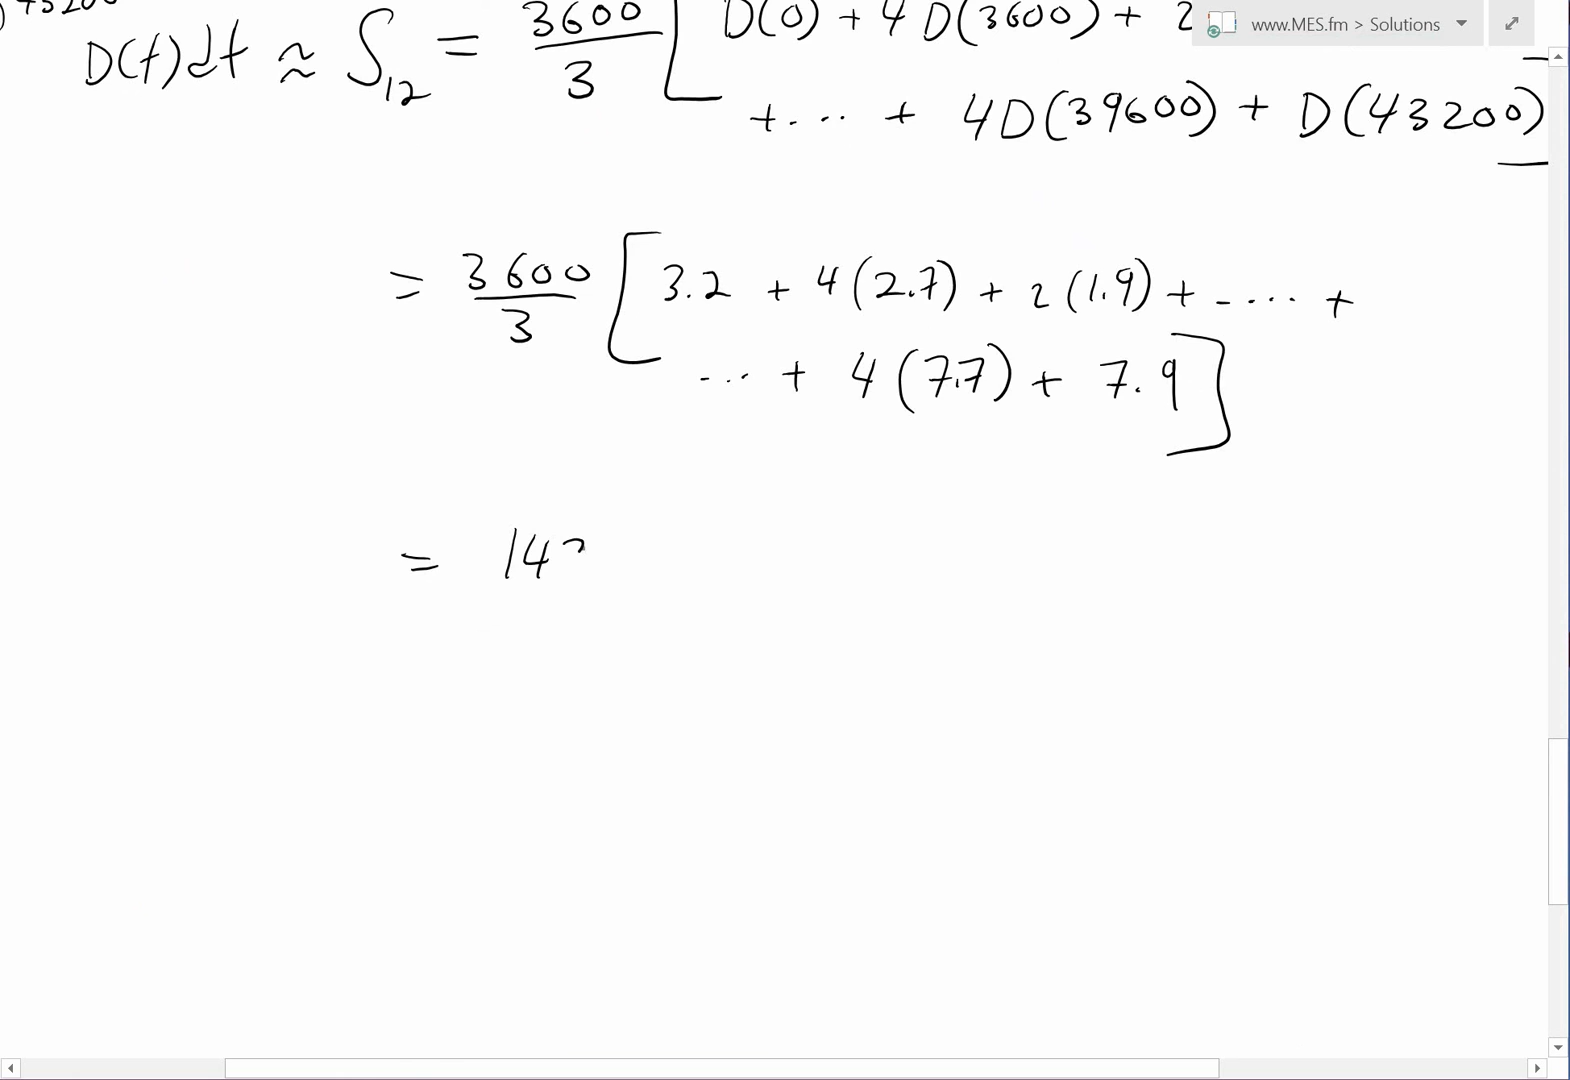 D(t)dt ≈ S₁₂ = 3600/3 [ D(0) + 4 D(3600) + 2
www.MES.fm > Solutions
+ ... + 4D(39600) + D(43200)
= 3600/3 [ 3.2 + 4(2.7) + 2(1.9) + .... +
... + 4(7.7) + 7.9 ]
= 14